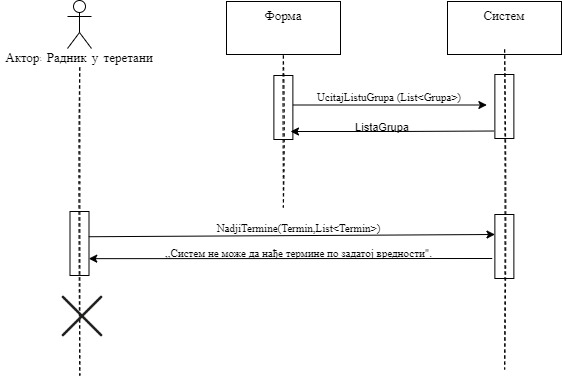 Форма
Систем
Актор: Радник у теретани
UcitajListuGrupa (List<Grupa>)
ListaGrupa
NadjiTermine(Termin,List<Termin>)
,,Систем не може да нађе термине по задатој вредности".